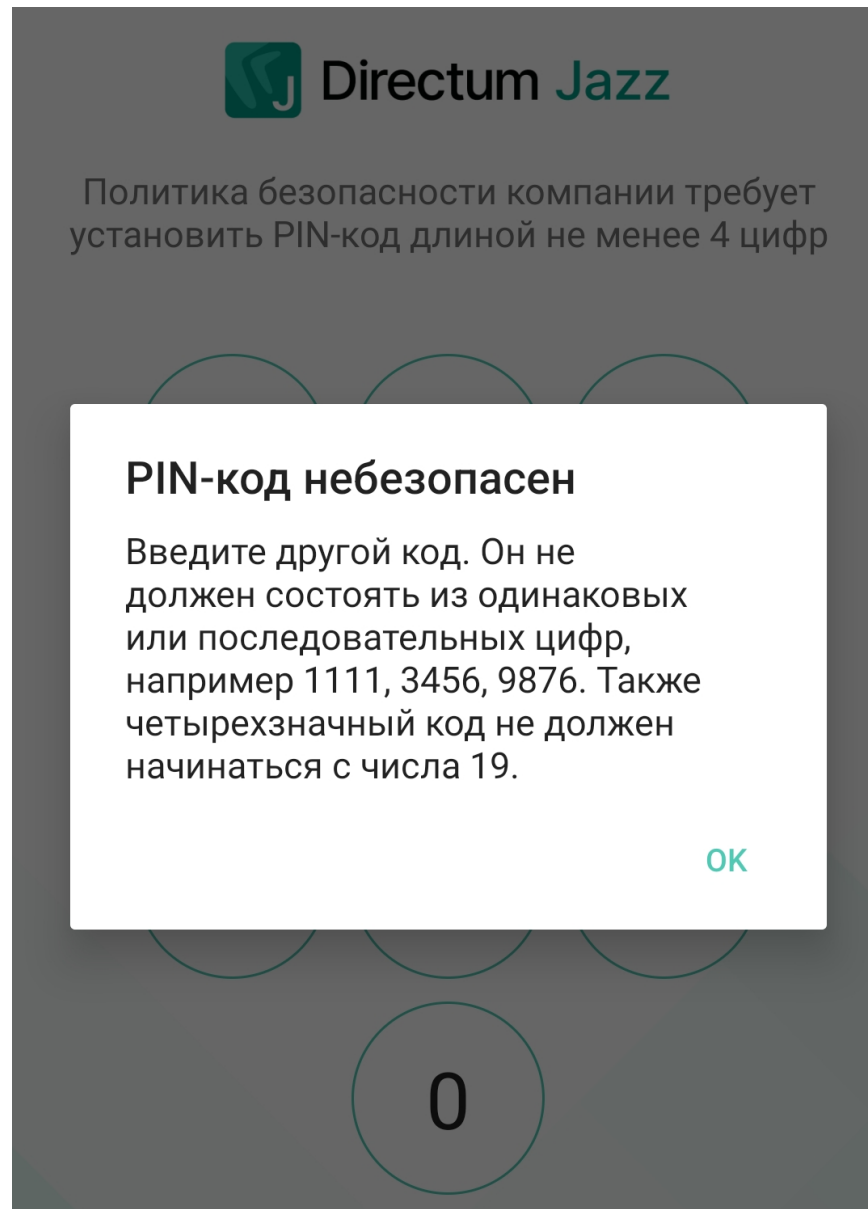 J Directum Jazz
Политика безопасности компании требует
установить PIN-код длиной не менее 4 цифр
PIN-код небезопасен
Введите другой код. Он не
должен состоять из одинаковых
или последовательных цифр,
например 1111, 3456, 9876. Также
четырехзначный код не должен
начинаться с числа 19.
OK
0